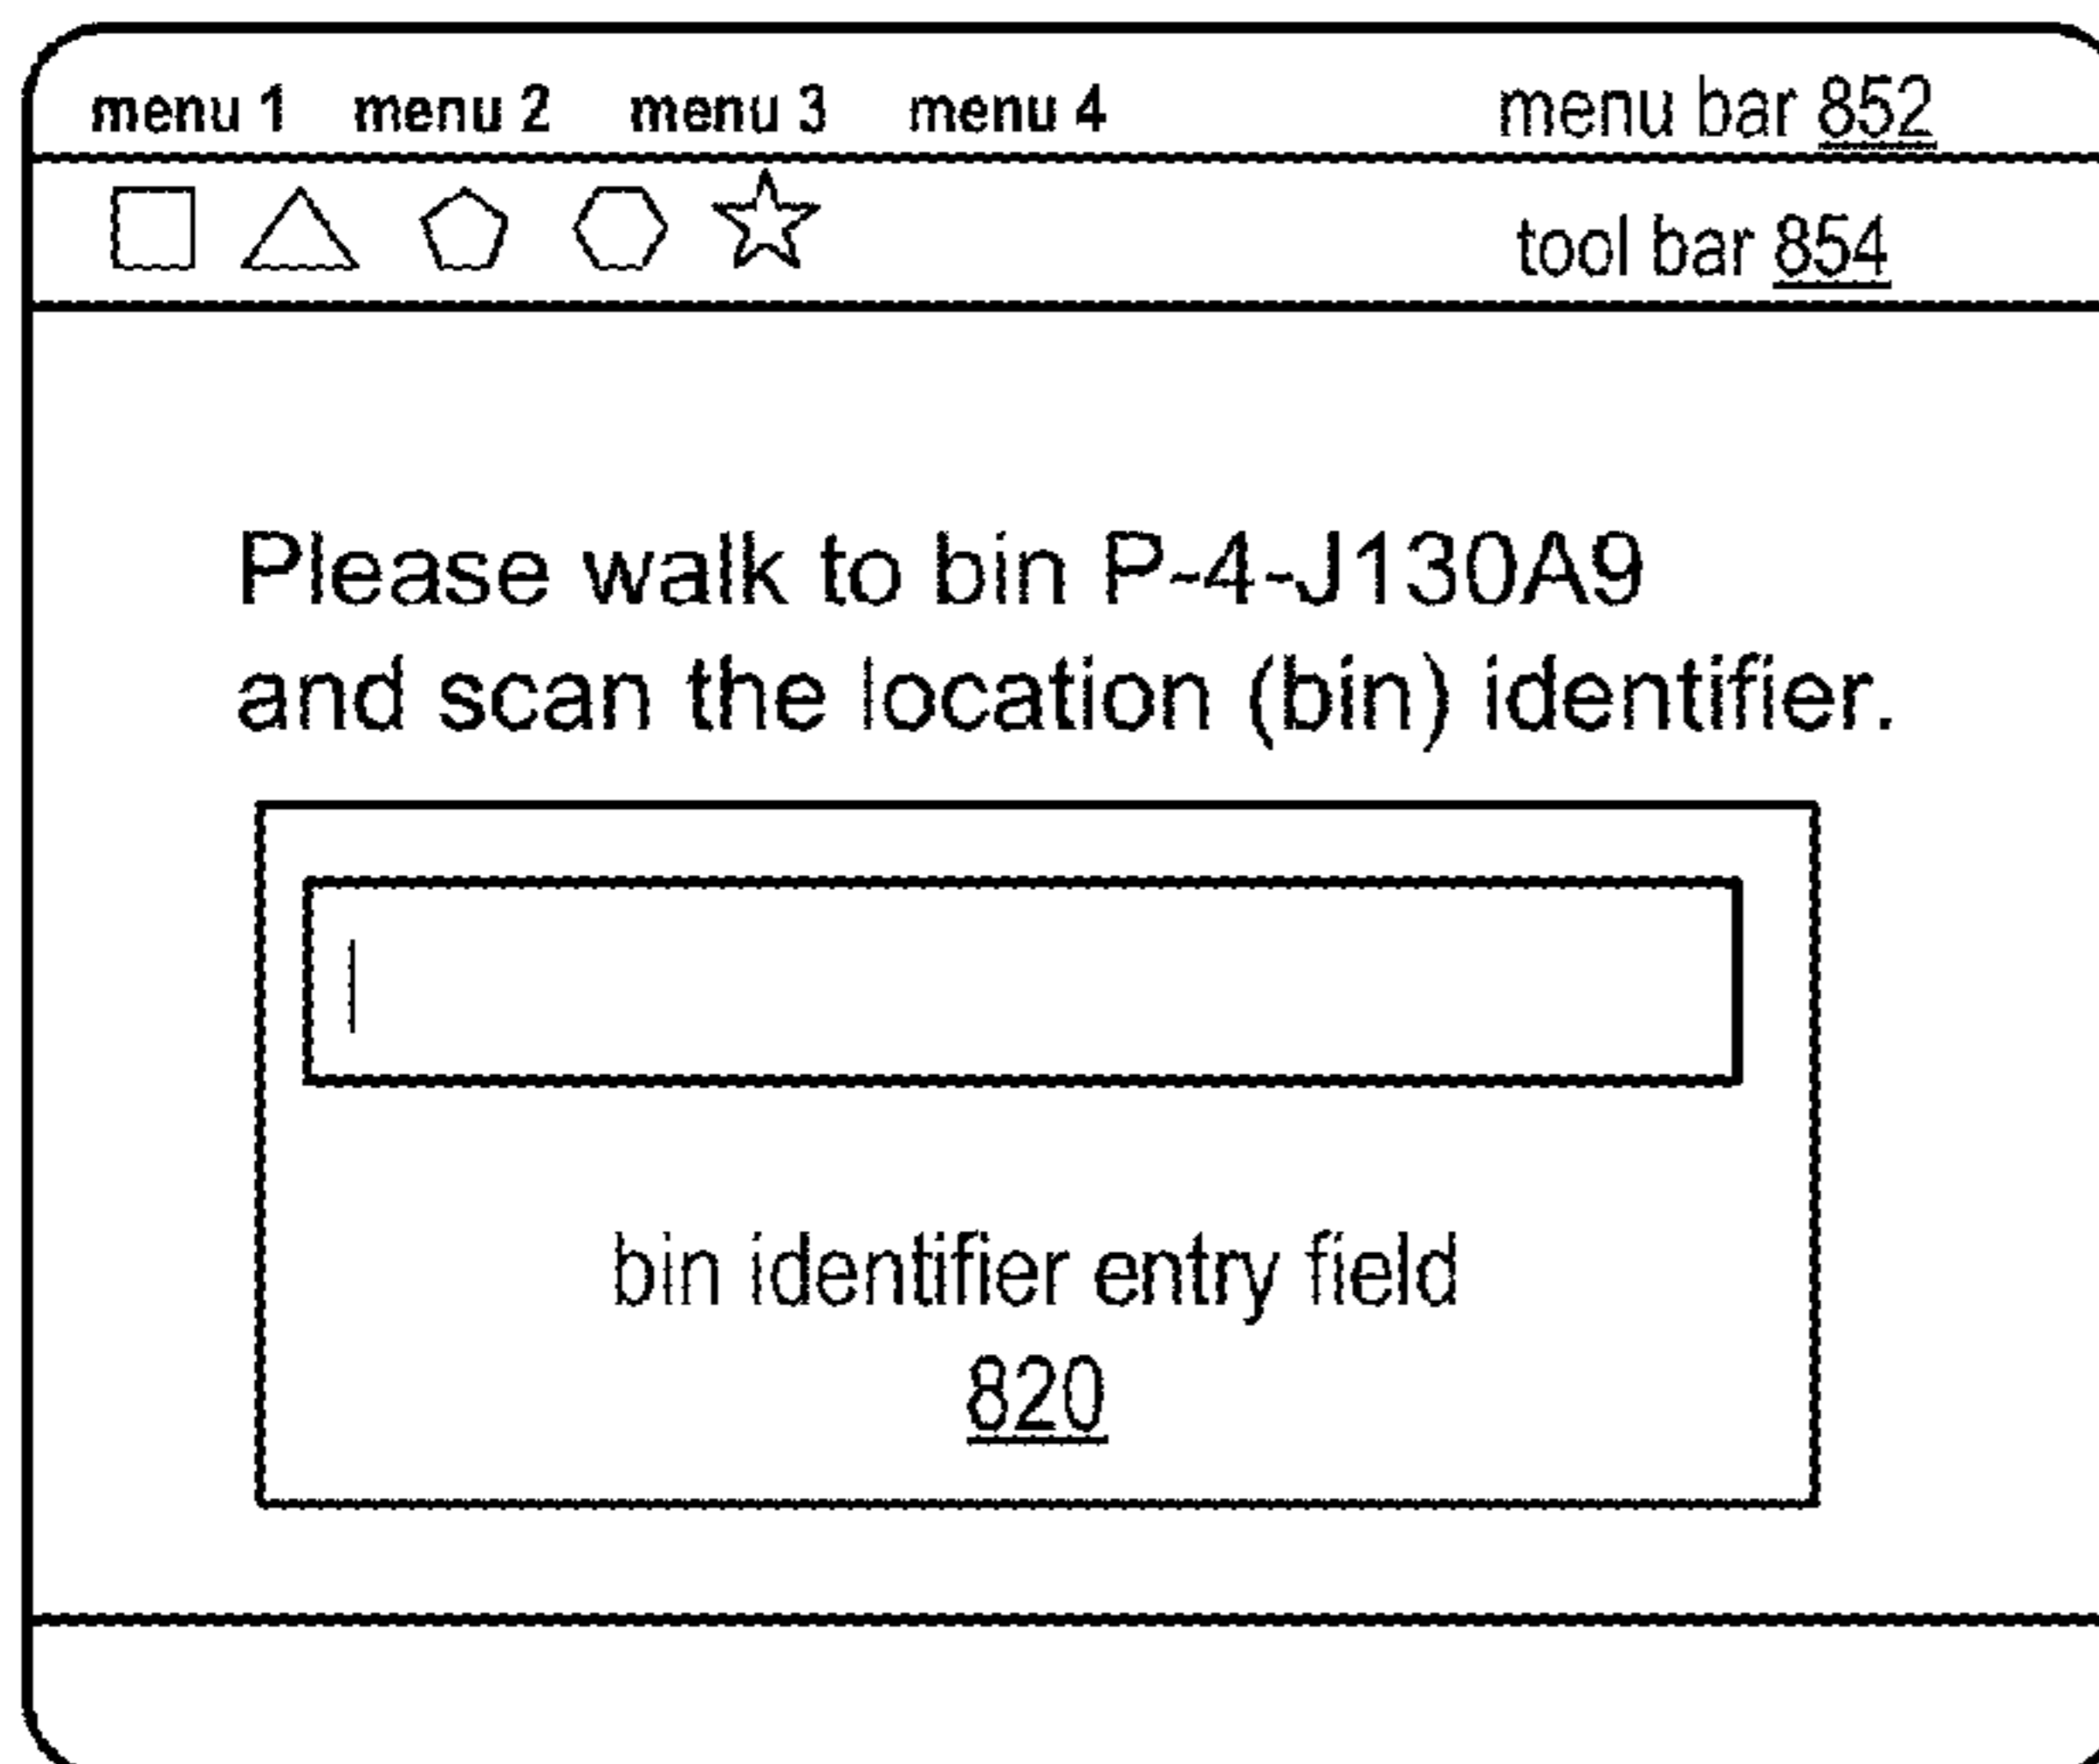 menu 1 menu 2 menu 3 menu 4 menu bar 852
tool bar 854
Please walk to bin P-4-J130A9
and scan the location (bin) identifier.
bin identifier entry field
820